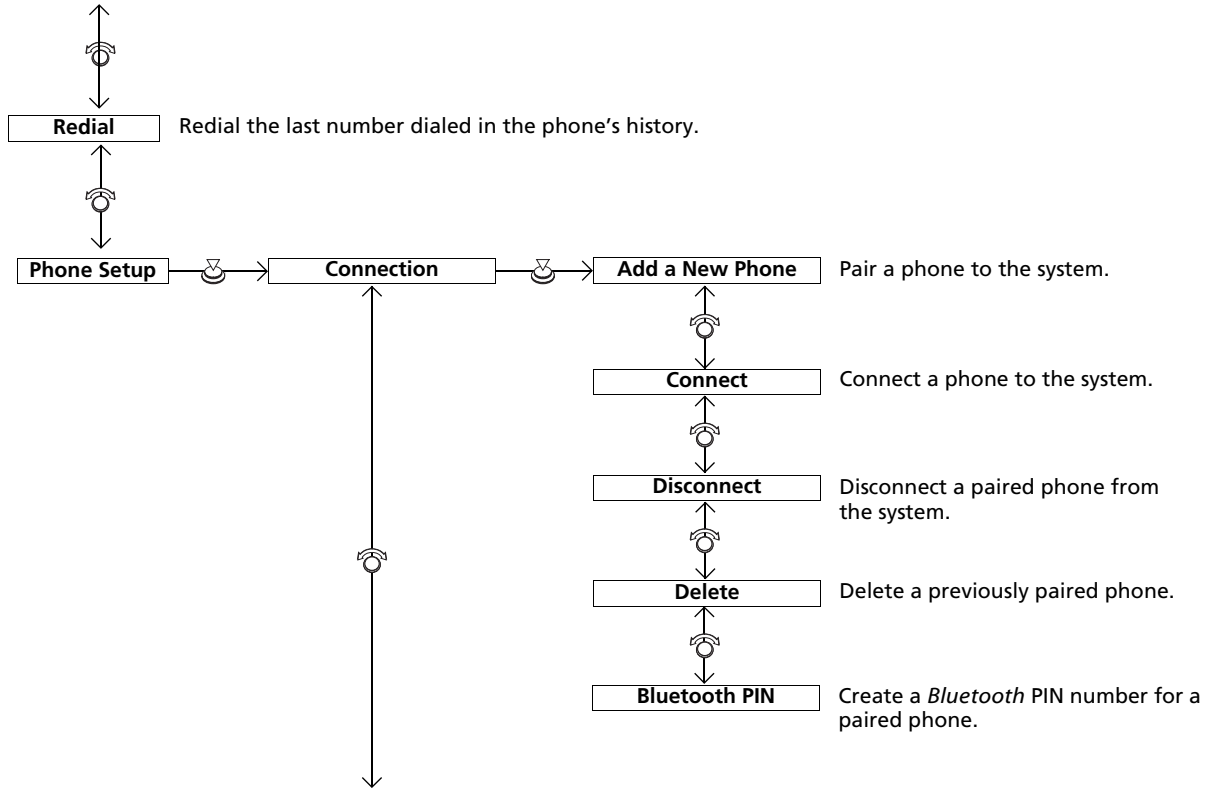 Redial
Redial the last number dialed in the phone’s history.
Phone Setup
Connection
Add a New Phone
Pair a phone to the system.
Connect
Connect a phone to the system.
Disconnect
Disconnect a paired phone from
the system.
Delete
Delete a previously paired phone.
Bluetooth PIN
Create a Bluetooth PIN number for a
paired phone.